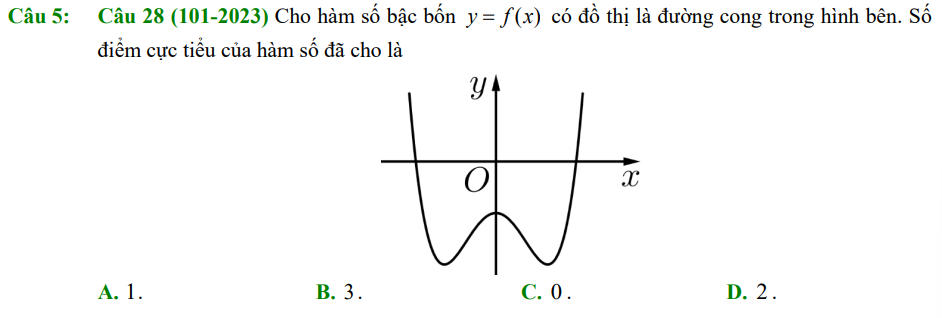 Câu 5: Câu 28 (101-2023) Cho hàm số bậc bốn y = f(x) có đồ thị là đường cong trong hình bên. Số
điểm cực tiểu của hàm số đã cho là
y
O
x
A. 1. B. 3. C. 0. D. 2.